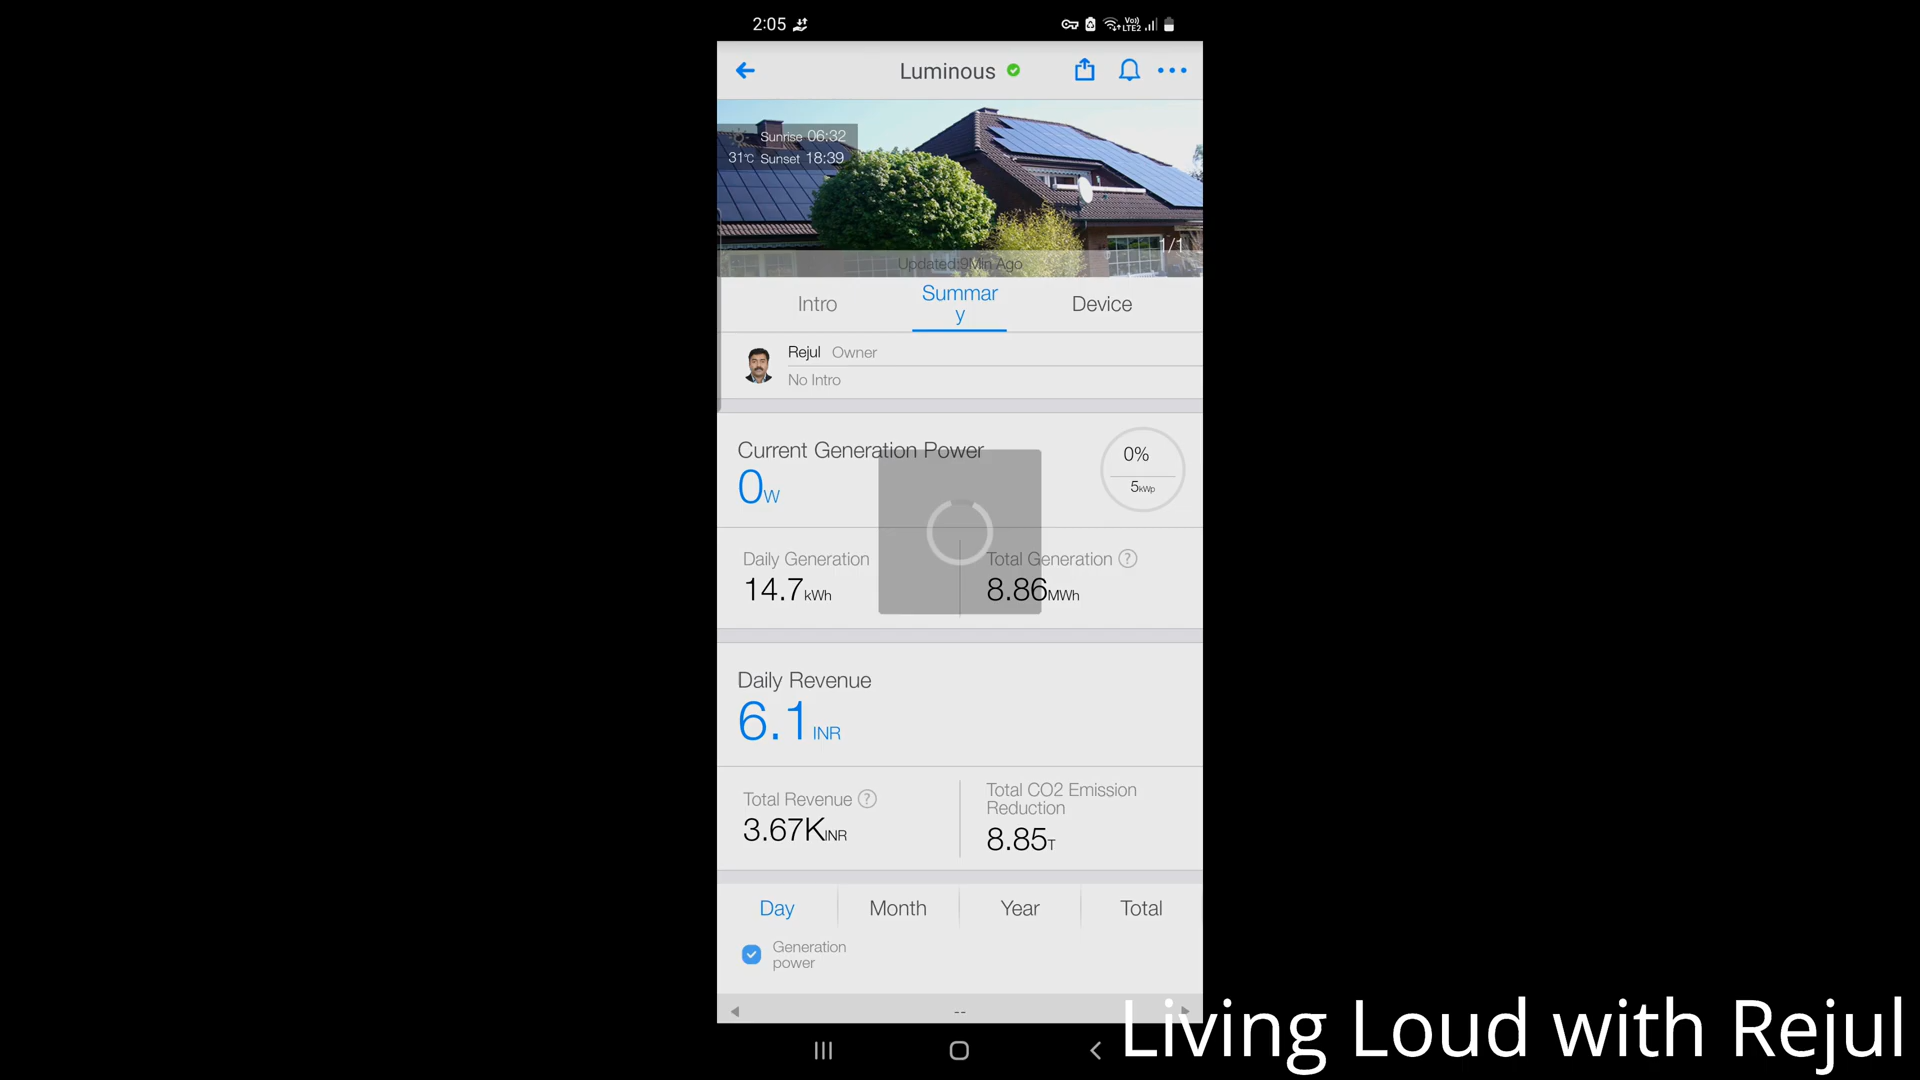 2:05
Vo) LTE2
Luminous
Sunrise 06:32
31℃ Sunset 18:39
1/1
Updated:9Min Ago
Intro
Summar
y
Device
Rejul Owner
No Intro
Current Generation Power
0W
0%
5kWp
Daily Generation
14.7kWh
Total Generation ?
8.86MWh
Daily Revenue
6.1INR
Total Revenue ?
3.67KINR
Total CO2 Emission
Reduction
8.85T
Day Month Year Total
Generation
power
--
Living Loud with Rejul